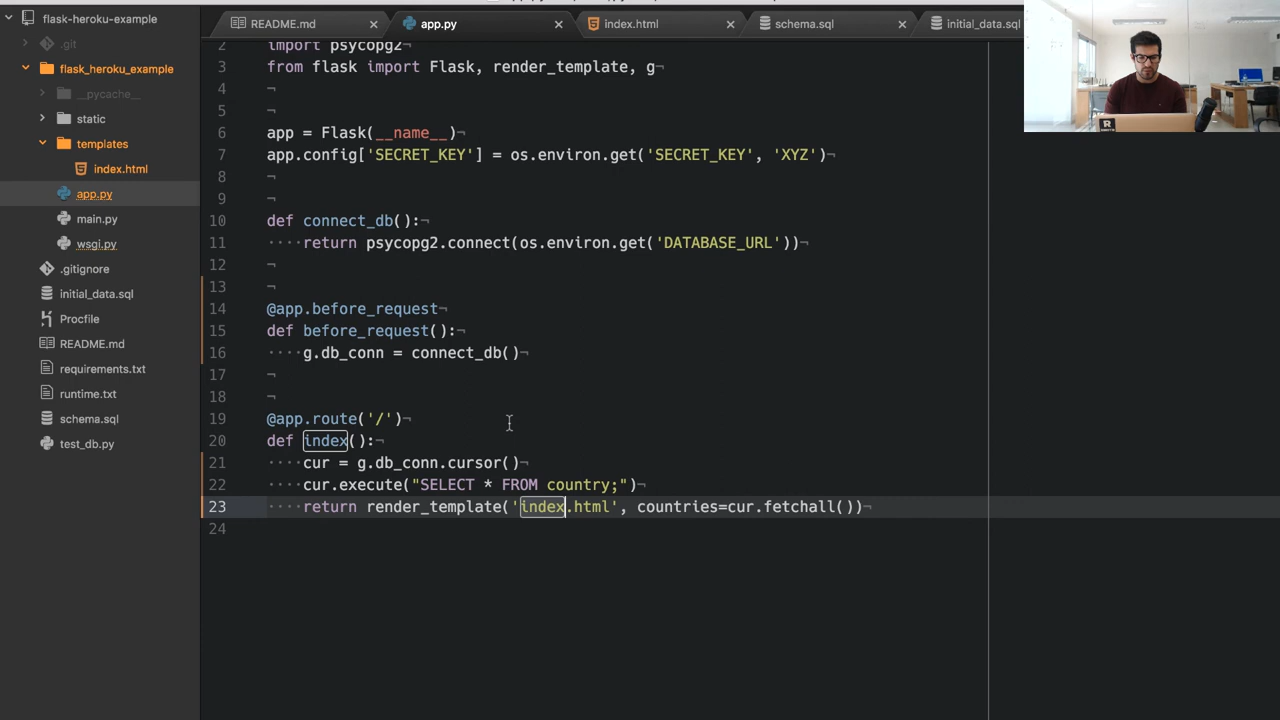 flask-heroku-example
.git
flask_heroku_example
__pycache__
static
templates
index.html
app.py
main.py
wsgi.py
.gitignore
initial_data.sql
Procfile
README.md
requirements.txt
runtime.txt
schema.sql
test_db.py
README.md
app.py
index.html
schema.sql
initial_data.sql
2 import psycopg2¬
3 from flask import Flask, render_template, g¬
4 ¬
5 ¬
6 app = Flask(__name__)¬
7 app.config['SECRET_KEY'] = os.environ.get('SECRET_KEY', 'XYZ')¬
8 ¬
9 ¬
10 def connect_db():¬
11 ····return psycopg2.connect(os.environ.get('DATABASE_URL'))¬
12 ¬
13 ¬
14 @app.before_request¬
15 def before_request():¬
16 ····g.db_conn = connect_db()¬
17 ¬
18 ¬
19 @app.route('/')¬
20 def index():¬
21 ····cur = g.db_conn.cursor()¬
22 ····cur.execute("SELECT * FROM country;")¬
23 ····return render_template('index.html', countries=cur.fetchall())¬
24